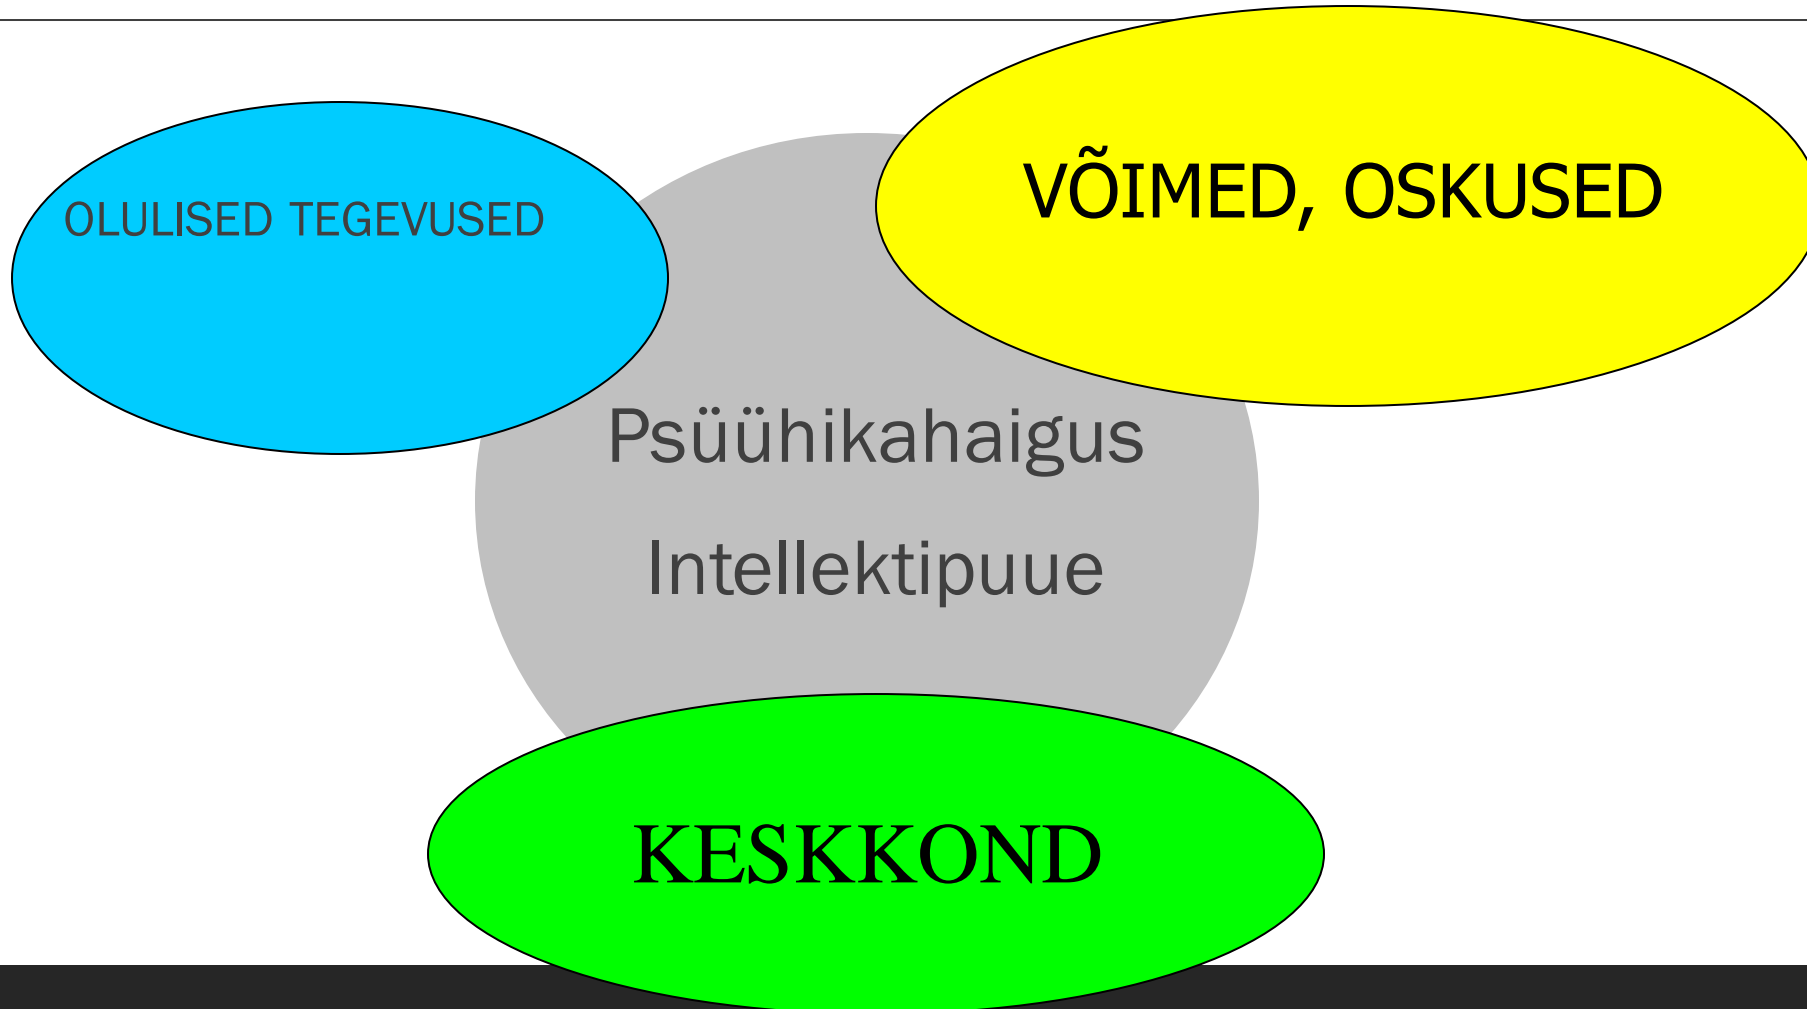 OLULISED TEGEVUSED
VÕIMED, OSKUSED
Psüühikahaigus
Intellektipuue
KESKKOND